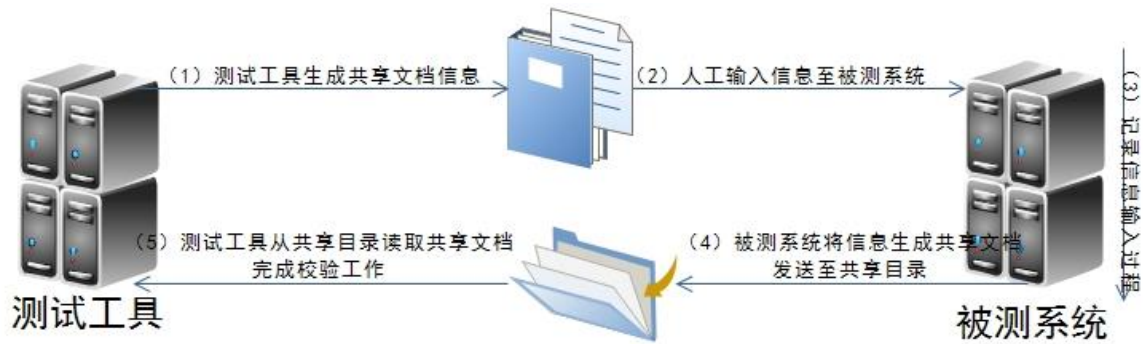 （1）测试工具生成共享文档信息
（2）人工输入信息至被测系统
（3）记录信息输入过程
（4）被测系统将信息生成共享文档
发送至共享目录
（5）测试工具从共享目录读取共享文档
完成校验工作
测试工具
被测系统